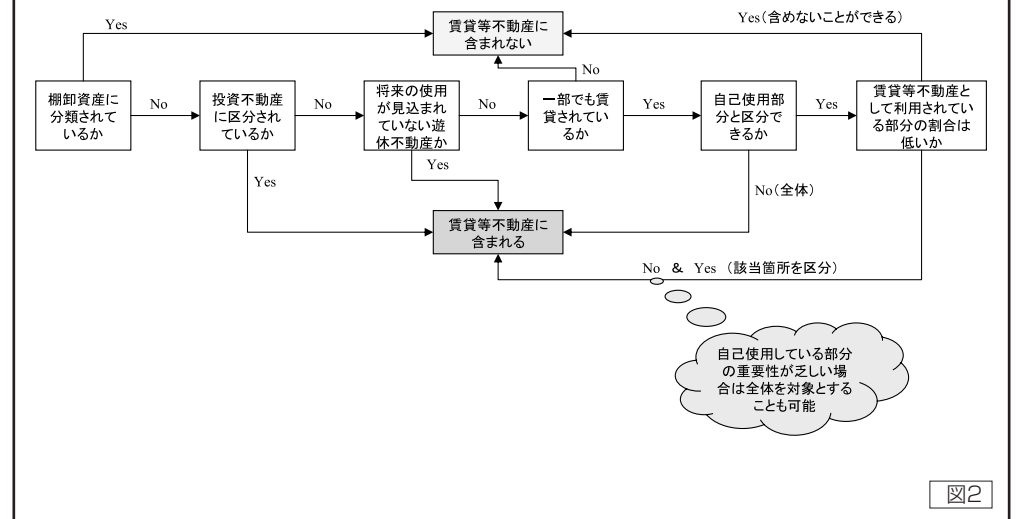 Yes
賃貸等不動産に
含まれない
Yes(含めないことができる)
No
棚卸資産に
分類されて
いるか
No
投資不動産
に区分され
ているか
No
将来の使用
が見込まれ
ていない遊
休不動産か
No
一部でも賃
貸されてい
るか
Yes
自己使用部
分と区分で
きるか
Yes
賃貸等不動産と
して利用されてい
る部分の割合は
低いか
Yes
Yes
No(全体)
賃貸等不動産に
含まれる
No & Yes (該当箇所を区分)
自己使用している部分
の重要性が乏しい場
合は全体を対象とする
ことも可能
図2